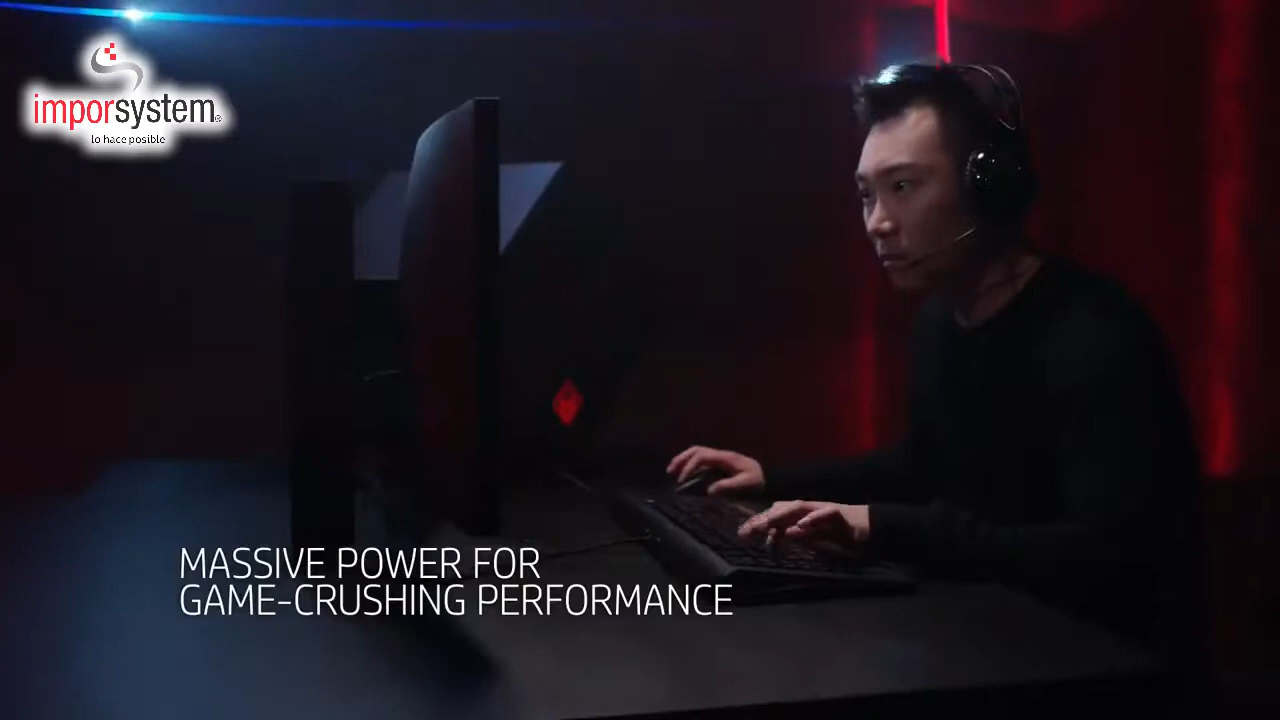 imporsystem®
lo hace posible
MASSIVE POWER FOR
GAME-CRUSHING PERFORMANCE